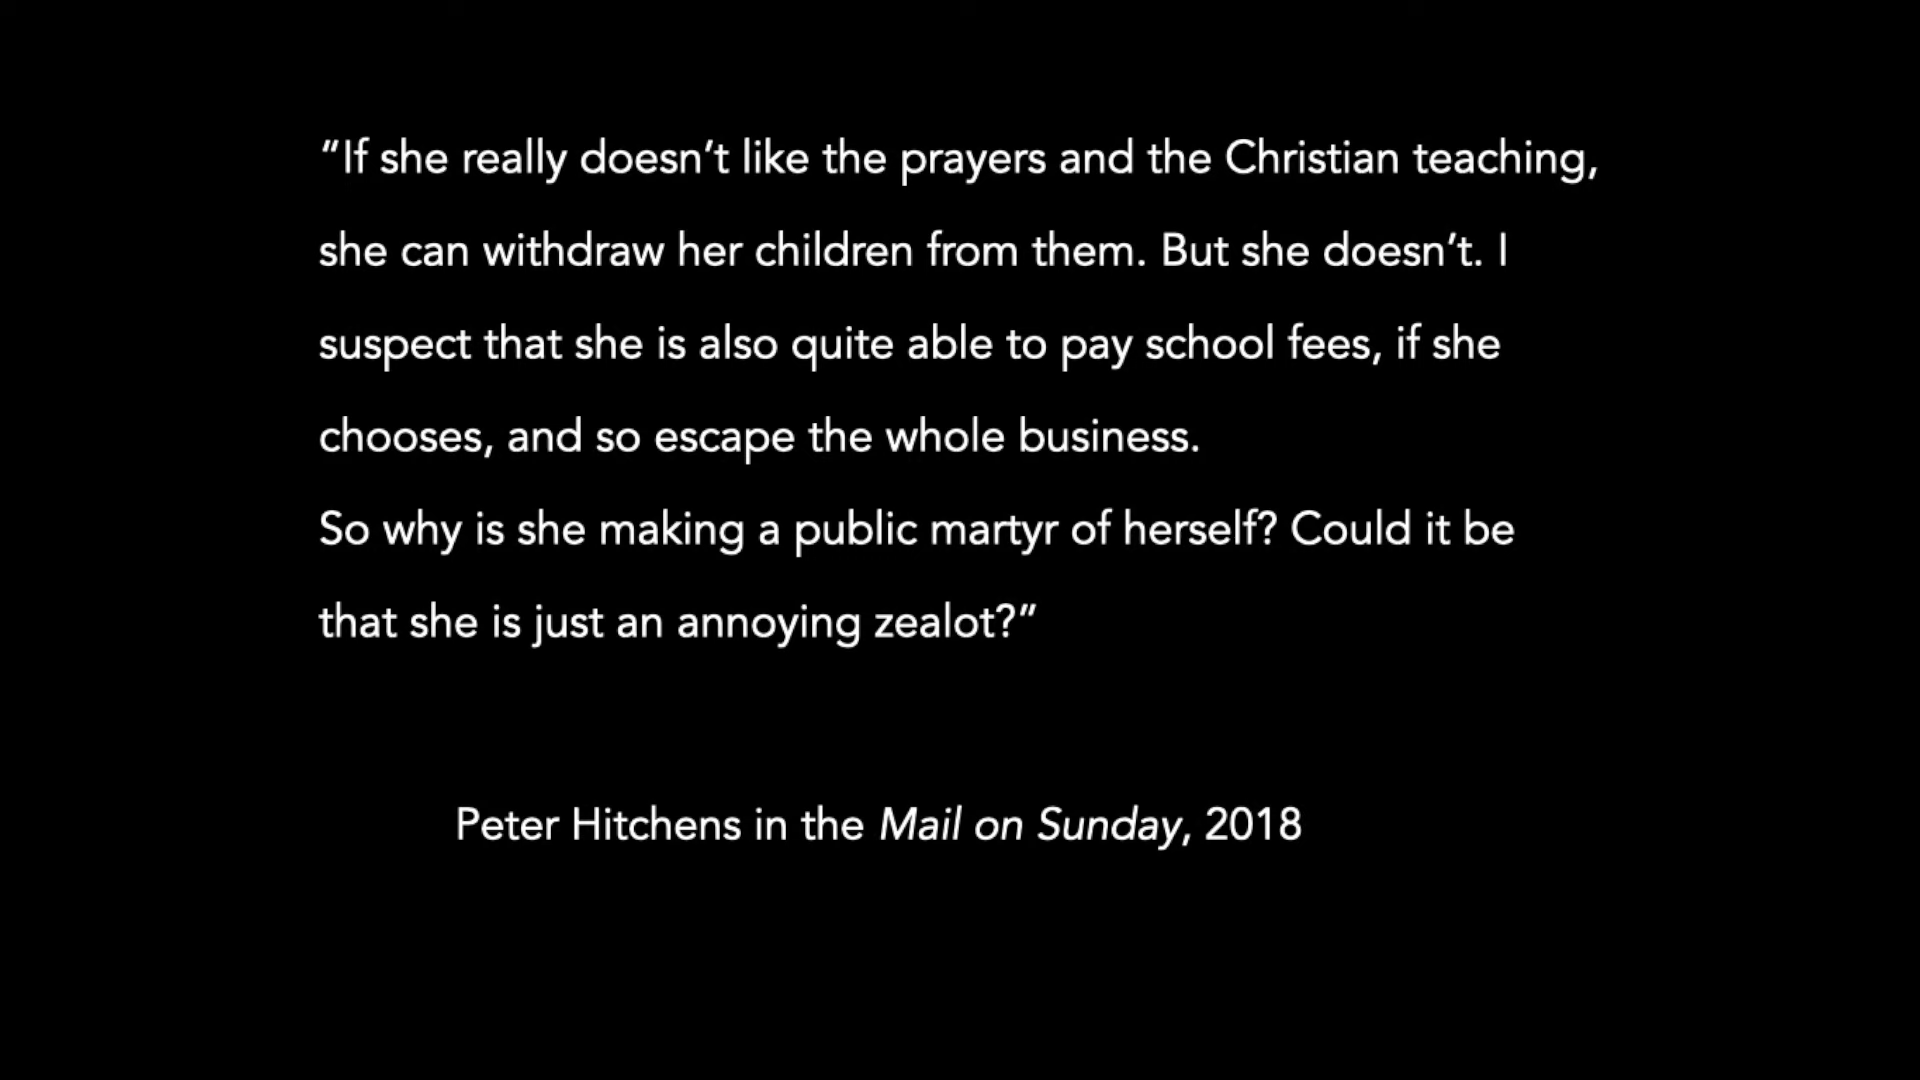 “If she really doesn’t like the prayers and the Christian teaching,
she can withdraw her children from them. But she doesn’t. I
suspect that she is also quite able to pay school fees, if she
chooses, and so escape the whole business.
So why is she making a public martyr of herself? Could it be
that she is just an annoying zealot?”
Peter Hitchens in the Mail on Sunday, 2018